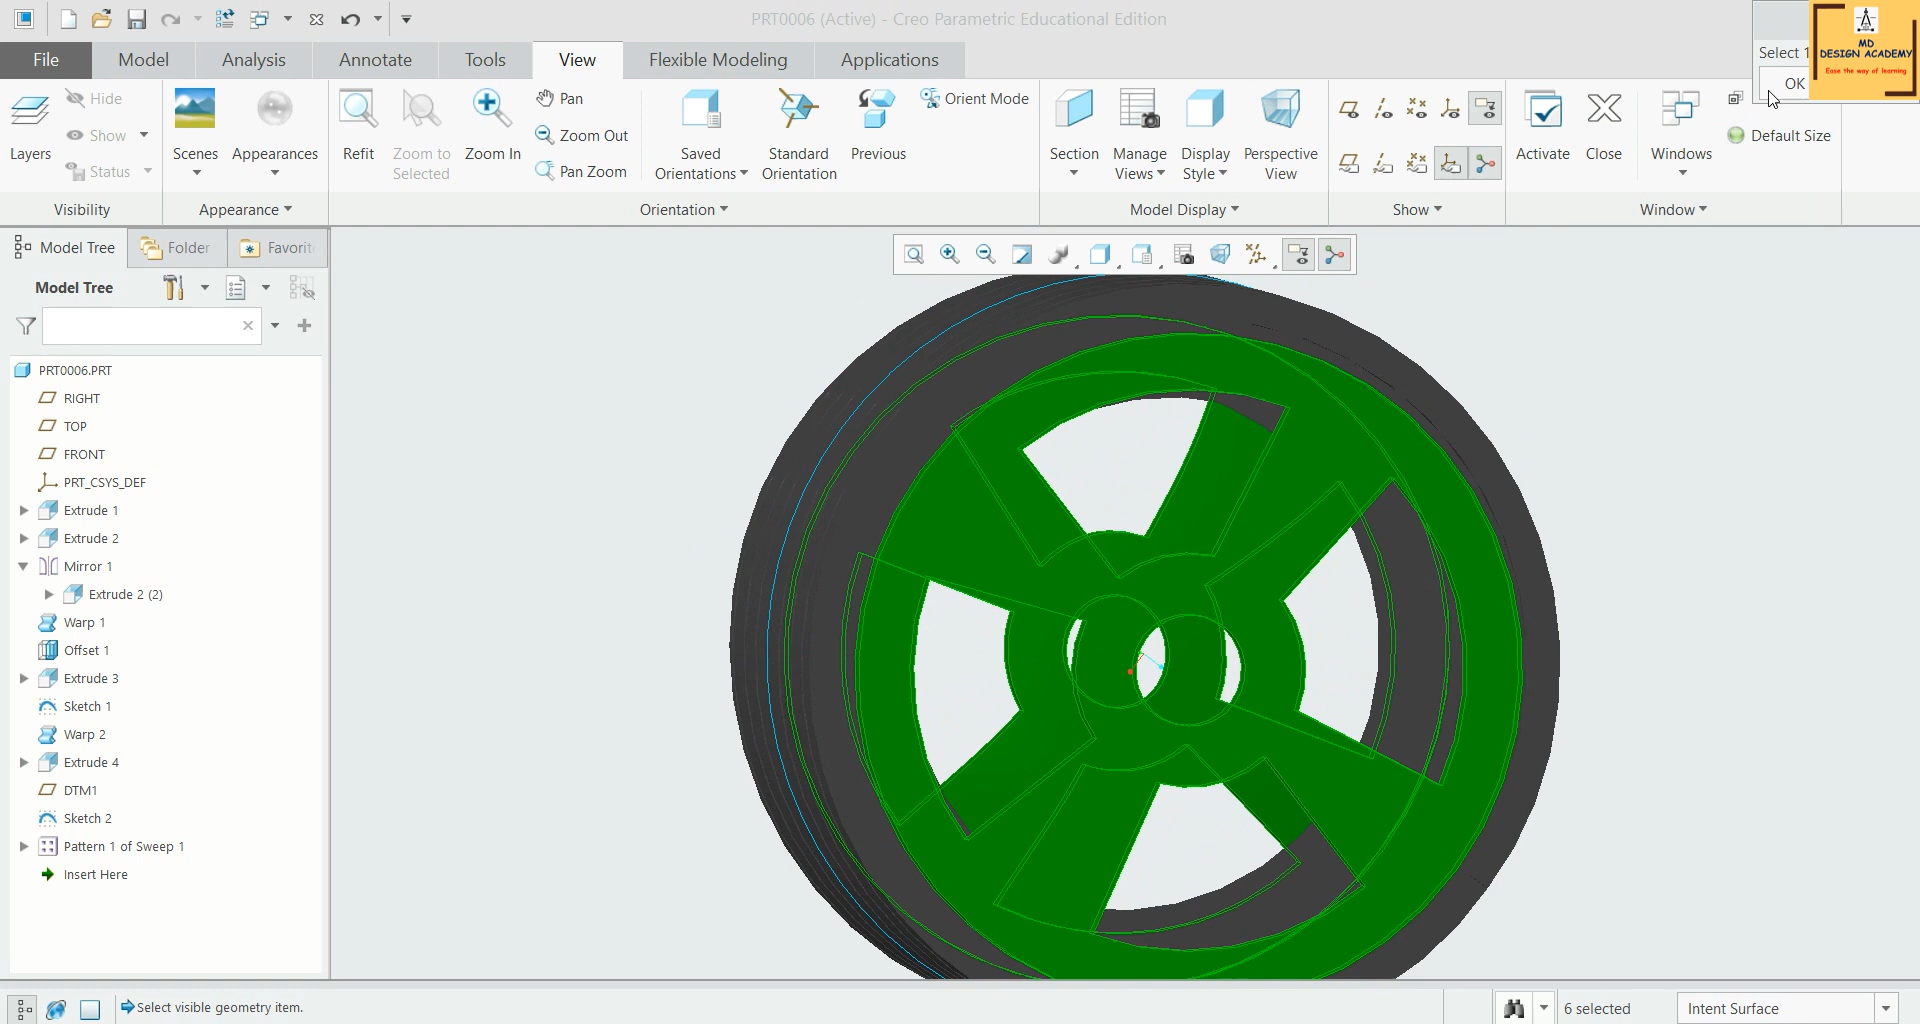 PRT0006 (Active) - Creo Parametric Educational Edition
MD
DESIGN ACADEMY
Ease the way of learning
Select 1
OK
File
Model
Analysis
Annotate
Tools
View
Flexible Modeling
Applications
Layers
Hide
Show
Status
Visibility
Scenes
Appearances
Appearance
Refit
Zoom to
Selected
Zoom In
Pan
Zoom Out
Pan Zoom
Saved
Orientations
Standard
Orientation
Previous
Orient Mode
Orientation
Section
Manage
Views
Display
Style
Perspective
View
Model Display
Show
Activate
Close
Windows
Default Size
Window
Model Tree
Folder
Favorit
Model Tree
PRT0006.PRT
RIGHT
TOP
FRONT
PRT_CSYS_DEF
Extrude 1
Extrude 2
Mirror 1
Extrude 2 (2)
Warp 1
Offset 1
Extrude 3
Sketch 1
Warp 2
Extrude 4
DTM1
Sketch 2
Pattern 1 of Sweep 1
Insert Here
Select visible geometry item.
6 selected
Intent Surface